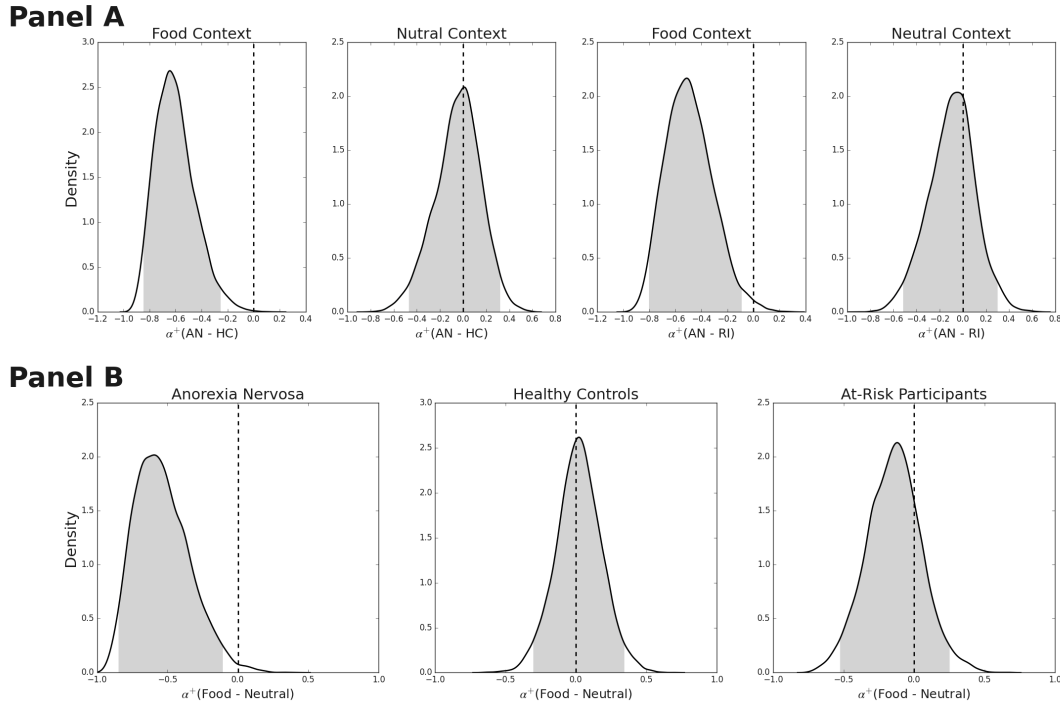 Panel A
Food Context
Nutral Context
Food Context
Neutral Context
Density
3.0
2.5
2.0
1.5
1.0
0.5
0.0
−1.2 −1.0 −0.8 −0.6 −0.4 −0.2 0.0 0.2 0.4
α⁺(AN - HC)
2.5
2.0
1.5
1.0
0.5
0.0
−1.0 −0.8 −0.6 −0.4 −0.2 0.0 0.2 0.4 0.6 0.8
α⁺(AN - HC)
2.5
2.0
1.5
1.0
0.5
0.0
−1.2 −1.0 −0.8 −0.6 −0.4 −0.2 0.0 0.2 0.4
α⁺(AN - RI)
2.5
2.0
1.5
1.0
0.5
0.0
−1.0 −0.8 −0.6 −0.4 −0.2 0.0 0.2 0.4 0.6 0.8
α⁺(AN - RI)
Panel B
Anorexia Nervosa
Healthy Controls
At-Risk Participants
Density
2.5
2.0
1.5
1.0
0.5
0.0
−1.0 −0.5 0.0 0.5 1.0
α⁺(Food - Neutral)
3.0
2.5
2.0
1.5
1.0
0.5
0.0
−1.0 −0.5 0.0 0.5 1.0
α⁺(Food - Neutral)
2.5
2.0
1.5
1.0
0.5
0.0
−1.0 −0.5 0.0 0.5 1.0
α⁺(Food - Neutral)